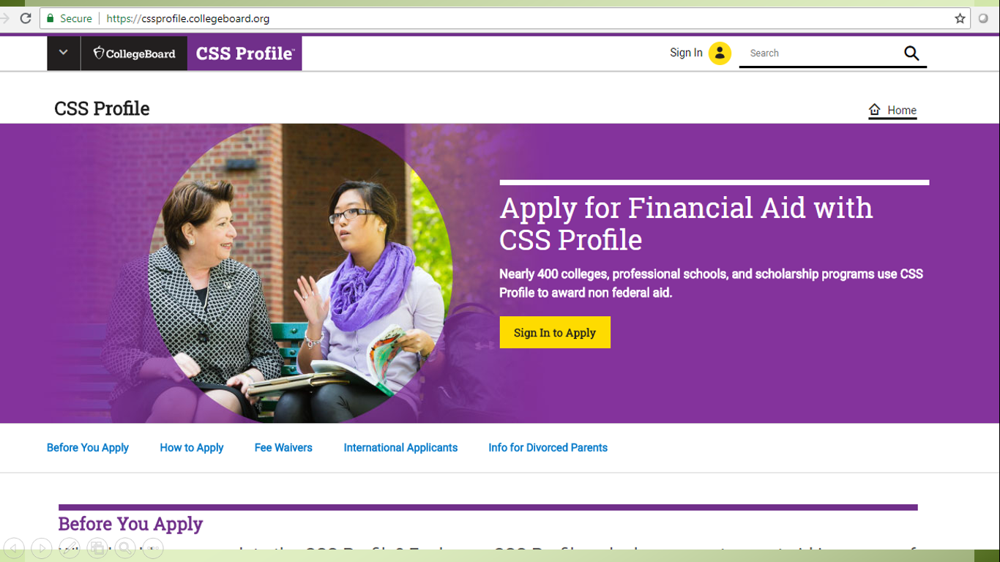 Secure https://cssprofile.collegeboard.org
CollegeBoard CSS Profile™
Sign In Search
CSS Profile
Home
Apply for Financial Aid with
CSS Profile
Nearly 400 colleges, professional schools, and scholarship programs use CSS
Profile to award non federal aid.
Sign In to Apply
Before You Apply How to Apply Fee Waivers International Applicants Info for Divorced Parents
Before You Apply